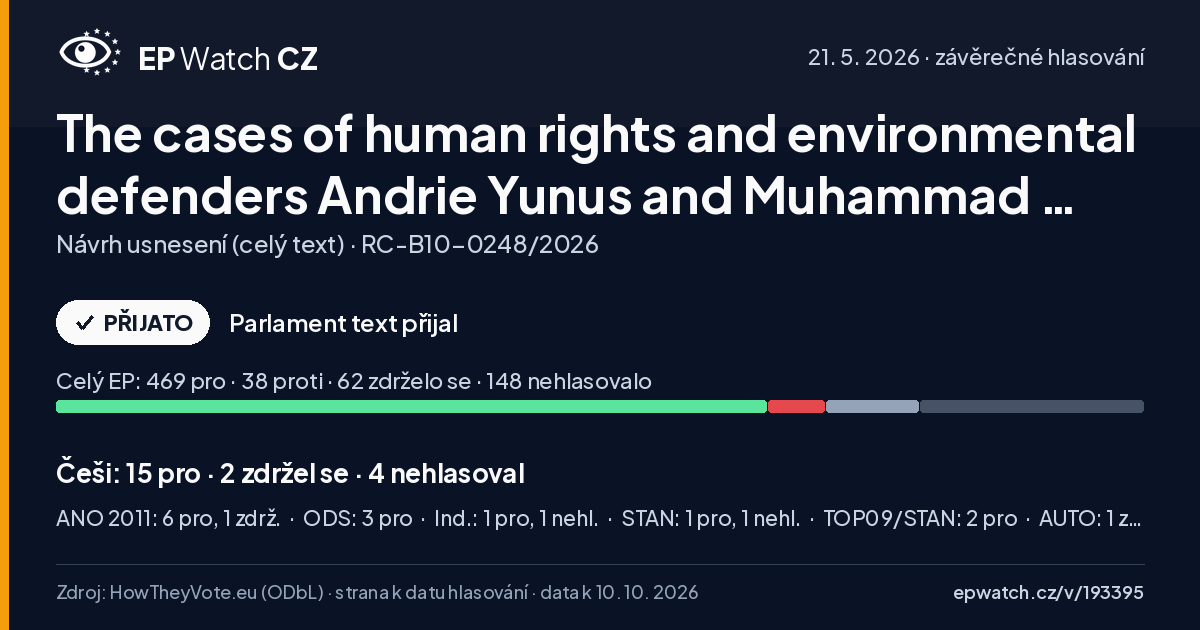 EP Watch CZ
21. 5. 2026 · závěrečné hlasování
The cases of human rights and environmental
defenders Andrie Yunus and Muhammad ...
Návrh usnesení (celý text) · RC-B10-0248/2026
✓ PŘIJATO Parlament text přijal
Celý EP: 469 pro · 38 proti · 62 zdrželo se · 148 nehlasovalo
Češi: 15 pro · 2 zdržel se · 4 nehlasoval
ANO 2011: 6 pro, 1 zdrž. · ODS: 3 pro · Ind.: 1 pro, 1 nehl. · STAN: 1 pro, 1 nehl. · TOP09/STAN: 2 pro · AUTO: 1 z...
Zdroj: HowTheyVote.eu (ODbL) · strana k datu hlasování · data k 10. 10. 2026
epwatch.cz/v/193395